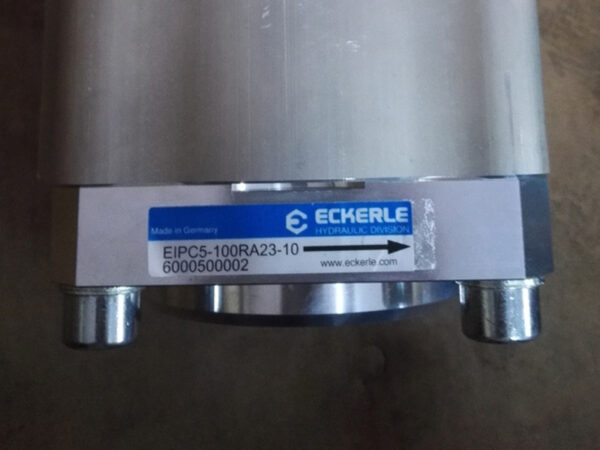 ECKERLE
Made in Germany HYDRAULIC DIVISION
EIPC5-100RA23-10
6000500002 www.eckerle.com